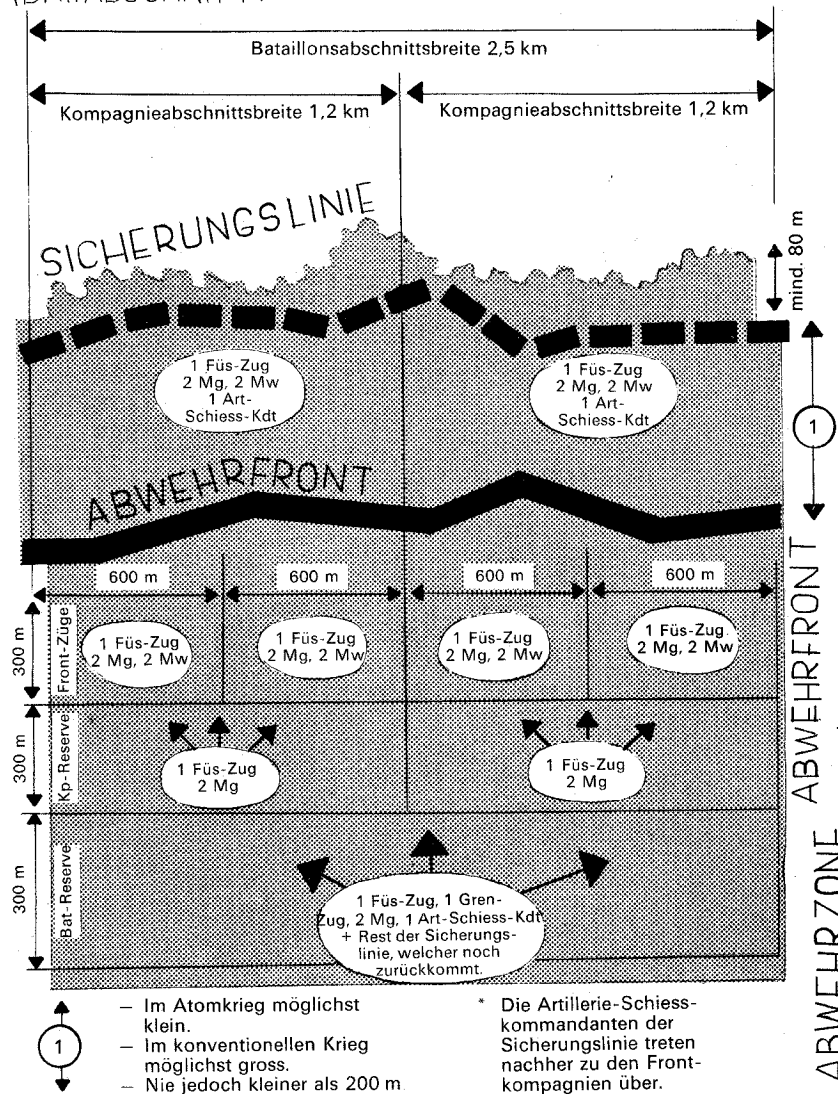 Bataillonsabschnittsbreite 2,5 km
Kompagnieabschnittsbreite 1,2 km
Kompagnieabschnittsbreite 1,2 km
SICHERUNGSLINIE
mind. 80 m
1 Füs-Zug
2 Mg, 2 Mw
1 Art-
Schiess-Kdt
1 Füs-Zug
2 Mg, 2 Mw
1 Art-
Schiess-Kdt
1
ABWEHRFRONT
600 m
600 m
600 m
600 m
300 m
Front-Züge
1 Füs-Zug
2 Mg, 2 Mw
1 Füs-Zug
2 Mg, 2 Mw
1 Füs-Zug
2 Mg, 2 Mw
1 Füs-Zug
2 Mg, 2 Mw
ABWEHRFRONT
300 m
Kp-Reserve
1 Füs-Zug
2 Mg
1 Füs-Zug
2 Mg
300 m
Bat-Reserve
1 Füs-Zug, 1 Gren-
Zug, 2 Mg, 1 Art-Schiess-Kdt
+ Rest der Sicherungs-
linie, welcher noch
zurückkommt.
ABWEHRZONE
1
– Im Atomkrieg möglichst
klein.
– Im konventionellen Krieg
möglichst gross.
– Nie jedoch kleiner als 200 m
* Die Artillerie-Schiess-
kommandanten der
Sicherungslinie treten
nachher zu den Front-
kompagnien über.